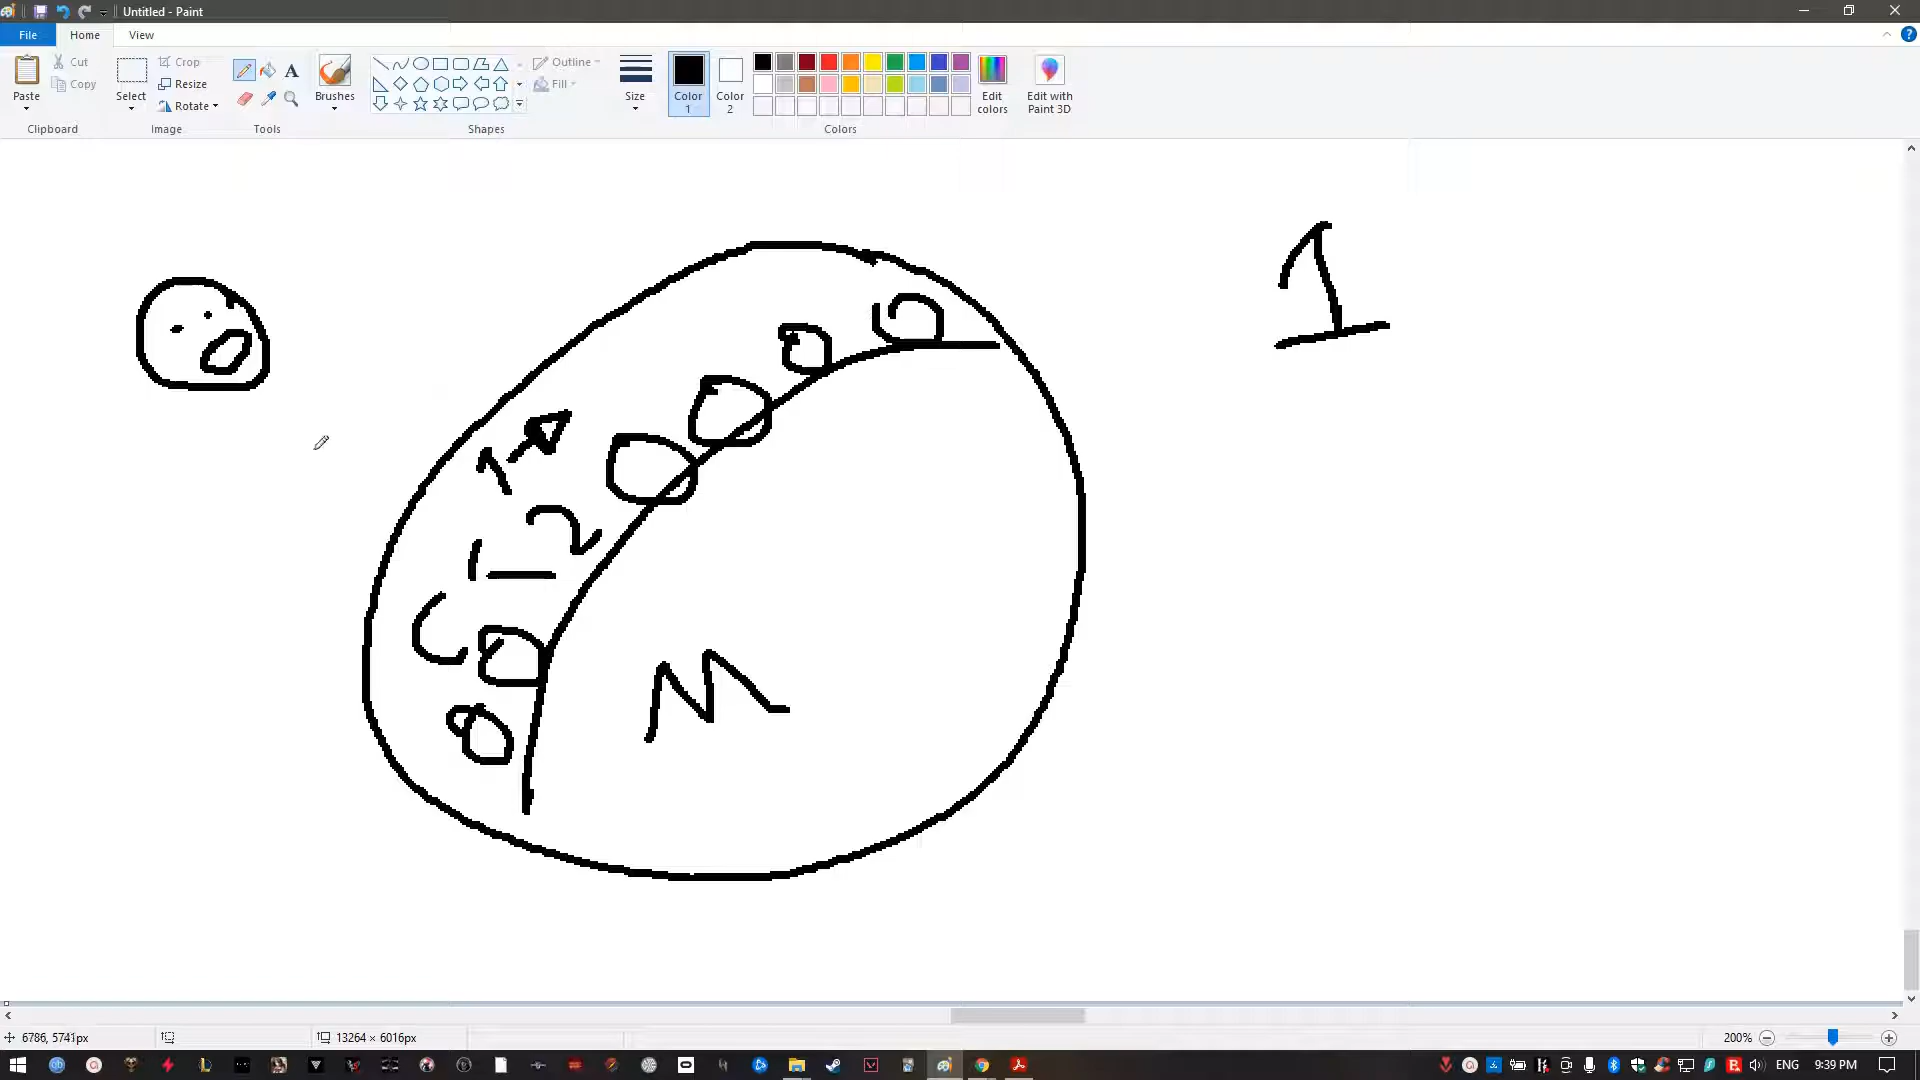 Untitled - Paint
File Home View
Paste Cut Copy Clipboard
Select Crop Resize Rotate Image
Tools
Brushes
Outline Fill Shapes
Size
Color 1 Color 2
Edit colors
Edit with Paint 3D
Colors
1
1
2
M
6786, 5741px
13264 × 6016px
200%
ENG 9:39 PM